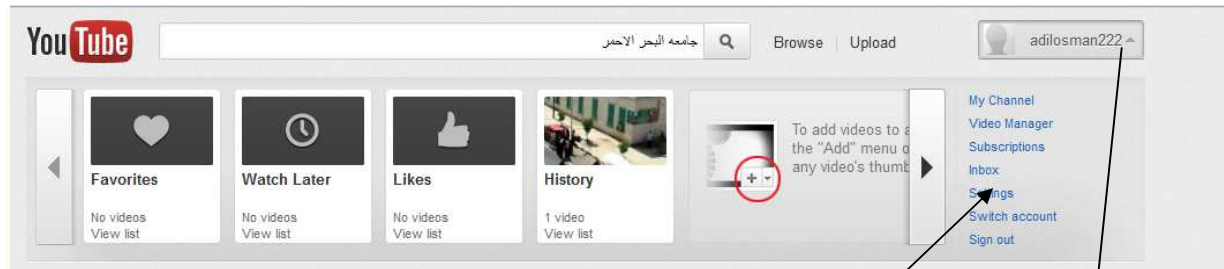 YouTube
جامعه البحر الاحمر
Browse
Upload
adilosman222
Favorites
No videos
View list
Watch Later
No videos
View list
Likes
No videos
View list
History
1 video
View list
To add videos to a
the "Add" menu o
any video's thumb
My Channel
Video Manager
Subscriptions
Inbox
Settings
Switch account
Sign out